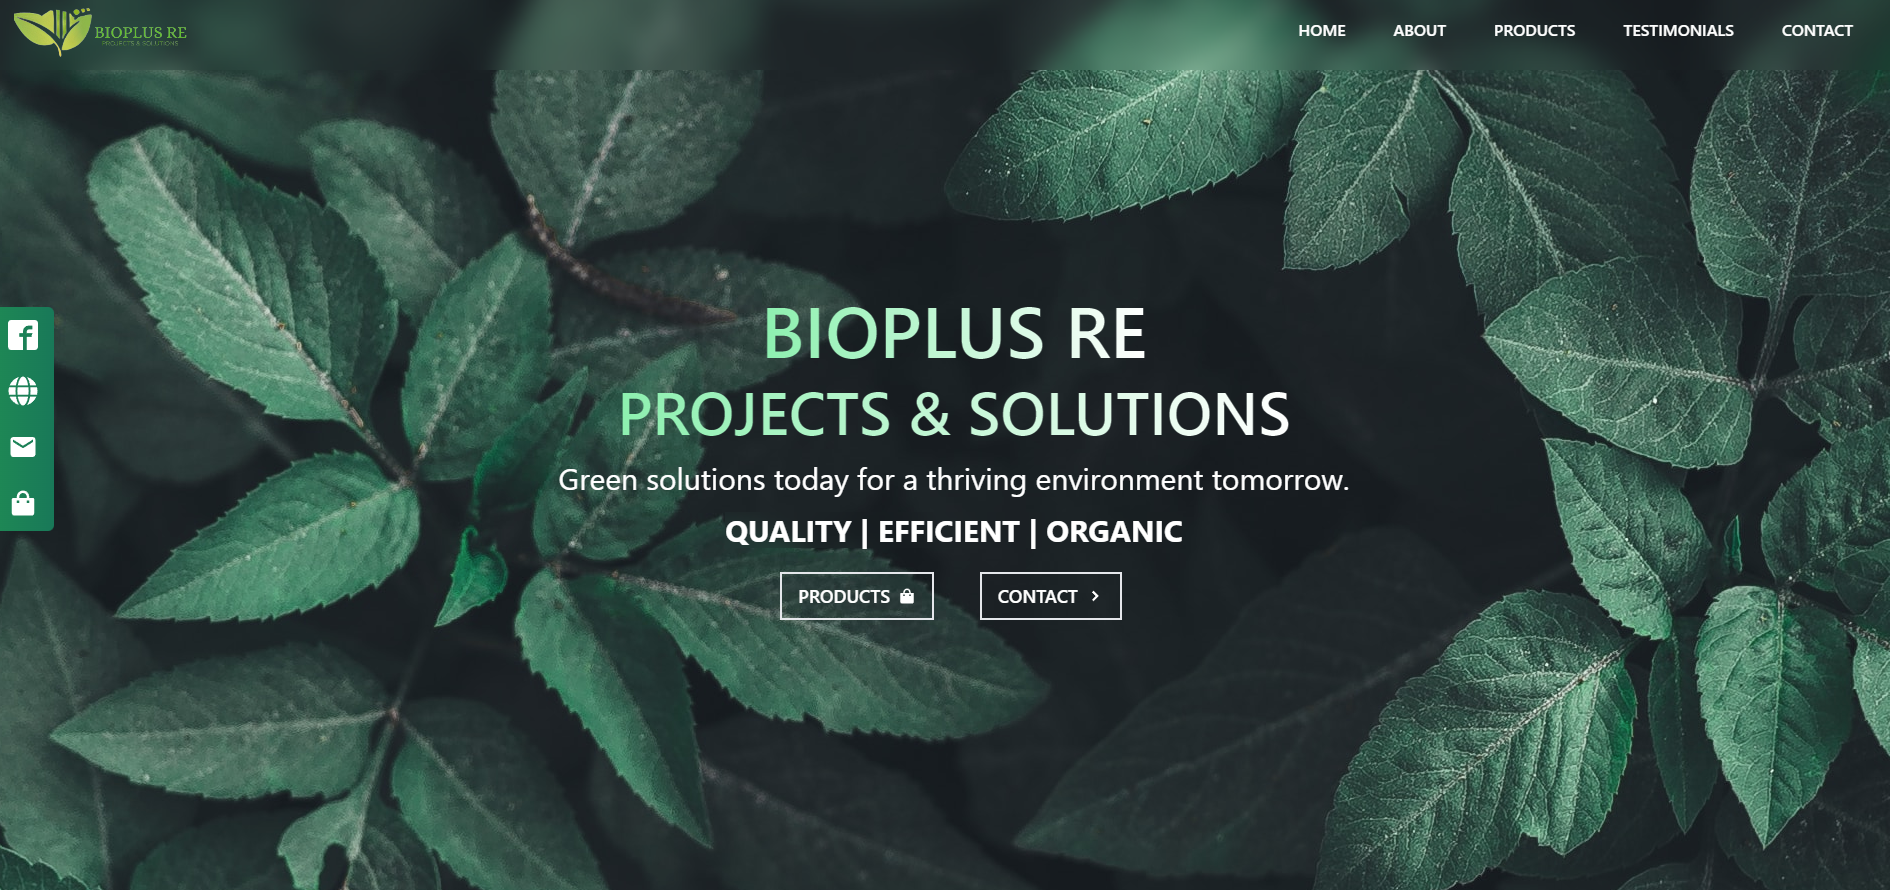 BIOPLUS RE
PROJECTS & SOLUTIONS
HOME ABOUT PRODUCTS TESTIMONIALS CONTACT
BIOPLUS RE
PROJECTS & SOLUTIONS
Green solutions today for a thriving environment tomorrow.
QUALITY | EFFICIENT | ORGANIC
PRODUCTS CONTACT